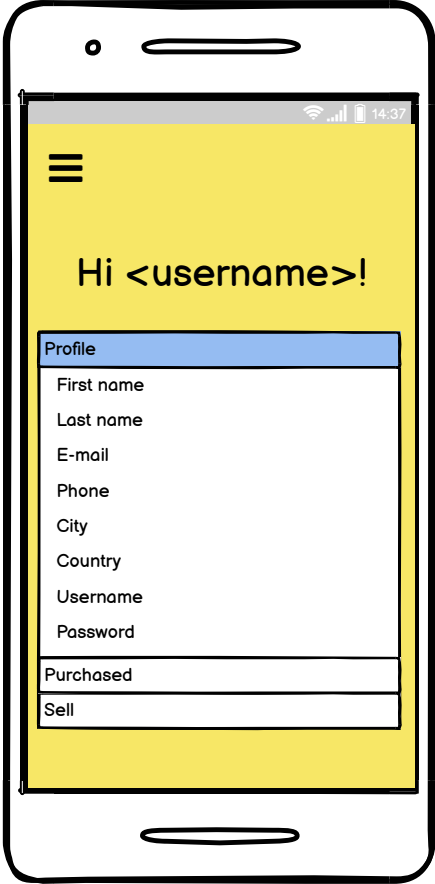 14:37
Hi <username>!
Profile
First name
Last name
E-mail
Phone
City
Country
Username
Password
Purchased
Sell